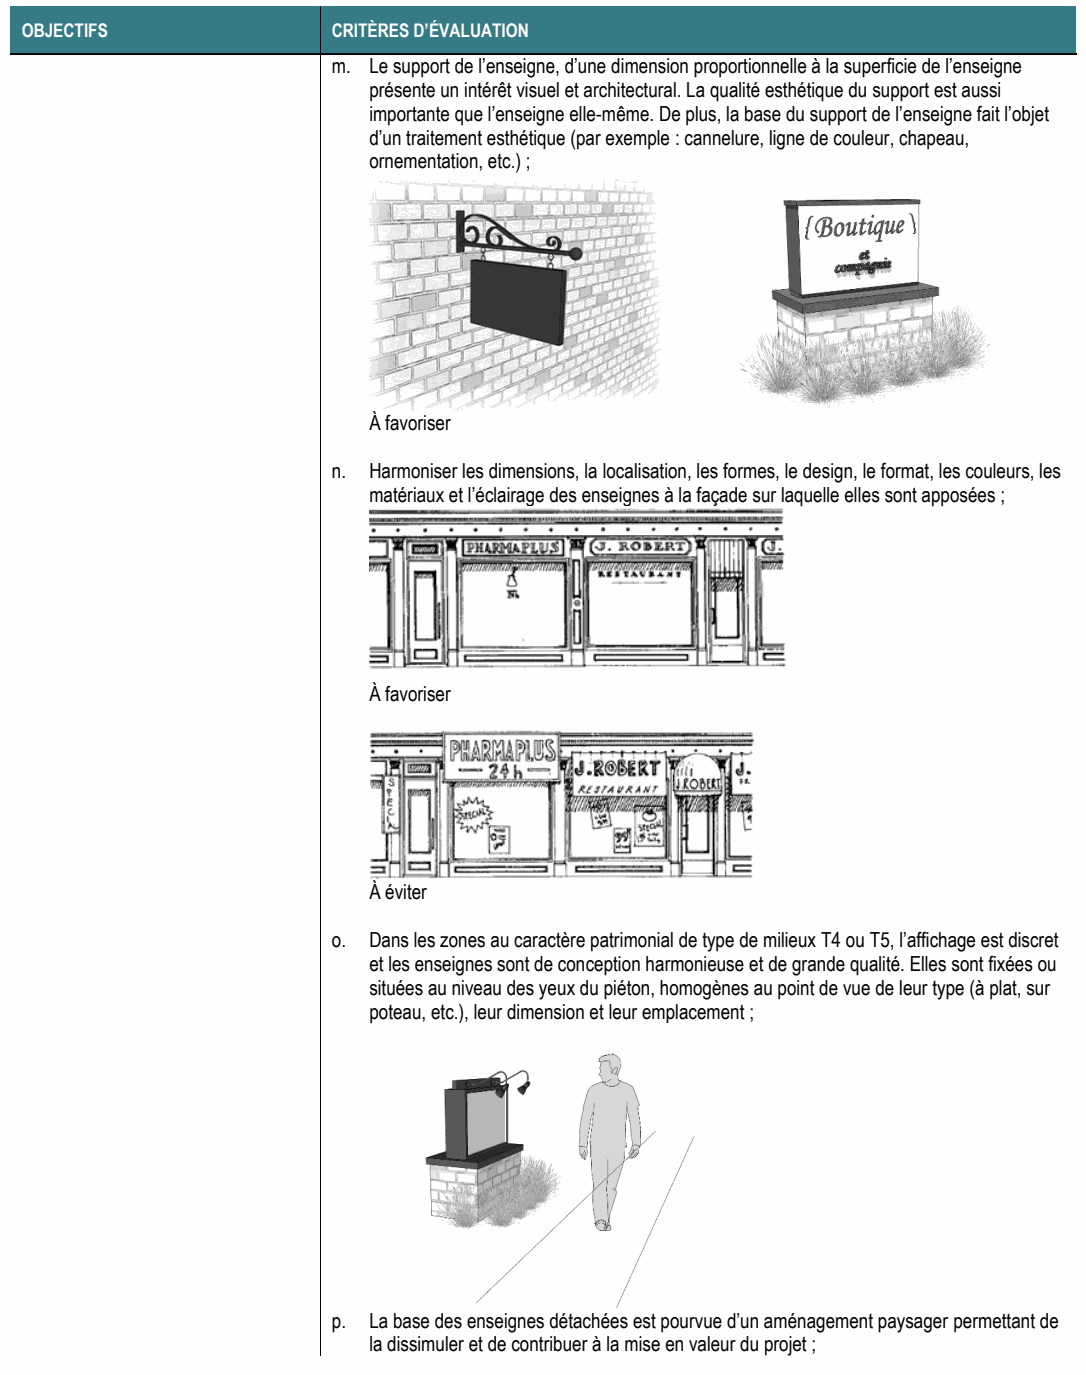 OBJECTIFS
CRITÈRES D'ÉVALUATION
m. Le support de l'enseigne, d'une dimension proportionnelle à la superficie de l'enseigne
présente un intérêt visuel et architectural. La qualité esthétique du support est aussi
importante que l'enseigne elle-même. De plus, la base du support de l'enseigne fait l'objet
d'un traitement esthétique (par exemple : cannelure, ligne de couleur, chapeau,
ornementation, etc.) ;
{Boutique}
et
compagnie
À favoriser
n. Harmoniser les dimensions, la localisation, les formes, le design, le format, les couleurs, les
matériaux et l'éclairage des enseignes à la façade sur laquelle elles sont apposées ;
PHARMAPLUS
J. ROBERT
J.
RESTAURANT
24h
À favoriser
PHARMAPLUS
24h
SPECIAL
J.ROBERT
RESTAURANT
J.ROBERT
J.
SPECIAL
SPECIAL
99¢
À éviter
o. Dans les zones au caractère patrimonial de type de milieux T4 ou T5, l'affichage est discret
et les enseignes sont de conception harmonieuse et de grande qualité. Elles sont fixées ou
situées au niveau des yeux du piéton, homogènes au point de vue de leur type (à plat, sur
poteau, etc.), leur dimension et leur emplacement ;
p. La base des enseignes détachées est pourvue d'un aménagement paysager permettant de
la dissimuler et de contribuer à la mise en valeur du projet ;